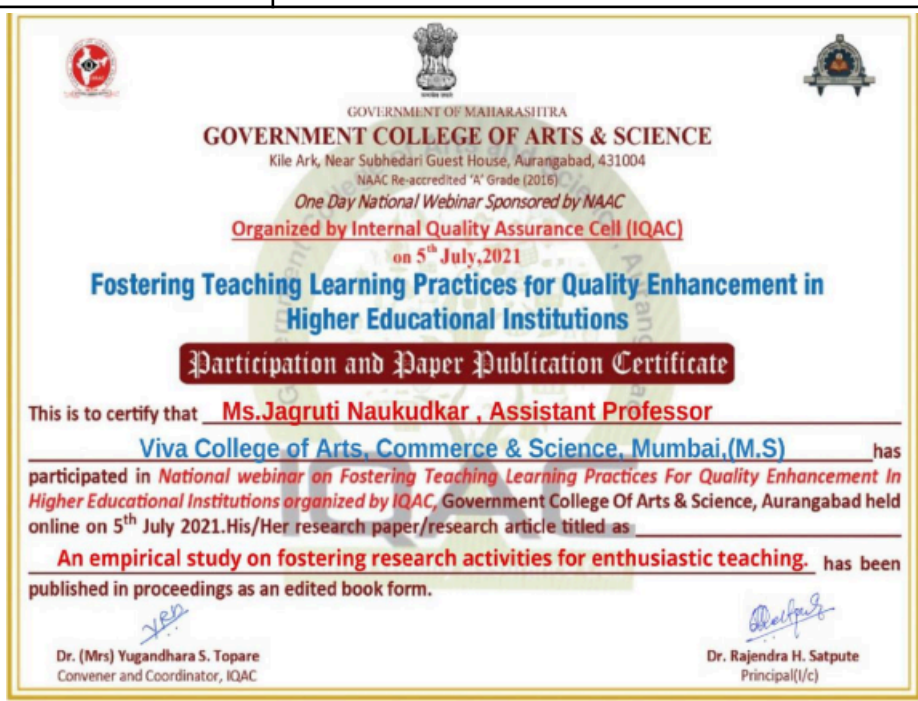 GOVERNMENT OF MAHARASHTRA
GOVERNMENT COLLEGE OF ARTS & SCIENCE
Kile Ark, Near Subhedari Guest House, Aurangabad, 431004
NAAC Re-accredited 'A' Grade (2016)
One Day National Webinar Sponsored by NAAC
Organized by Internal Quality Assurance Cell (IQAC)
on 5th July,2021
Fostering Teaching Learning Practices for Quality Enhancement in
Higher Educational Institutions
Participation and Paper Publication Certificate
This is to certify that Ms.Jagruti Naukudkar , Assistant Professor
Viva College of Arts, Commerce & Science, Mumbai,(M.S) has
participated in National webinar on Fostering Teaching Learning Practices For Quality Enhancement In
Higher Educational Institutions organized by IQAC, Government College Of Arts & Science, Aurangabad held
online on 5th July 2021.His/Her research paper/research article titled as
An empirical study on fostering research activities for enthusiastic teaching. has been
published in proceedings as an edited book form.
Dr. (Mrs) Yugandhara S. Topare
Convener and Coordinator, IQAC
Dr. Rajendra H. Satpute
Principal(I/c)
IQAC